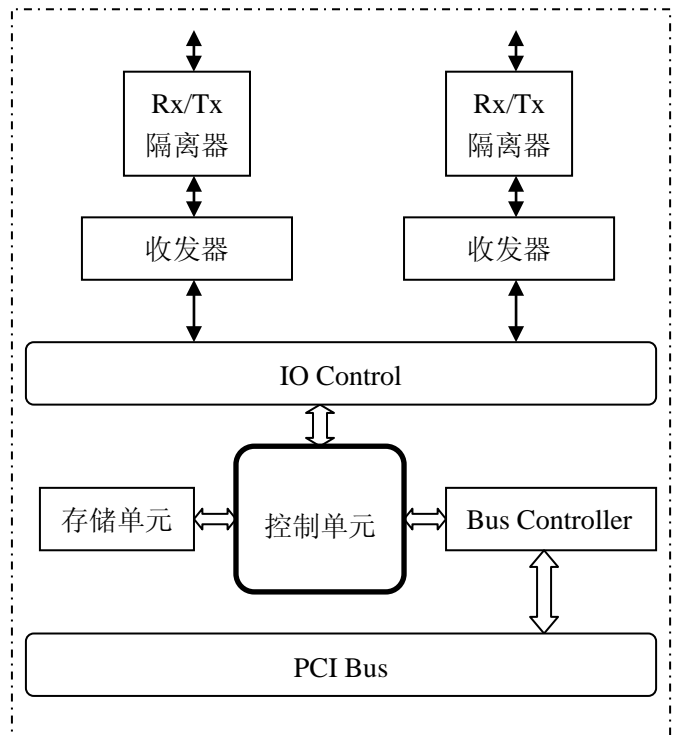 Rx/Tx
隔离器
Rx/Tx
隔离器
收发器
收发器
IO Control
存储单元
控制单元
Bus Controller
PCI Bus